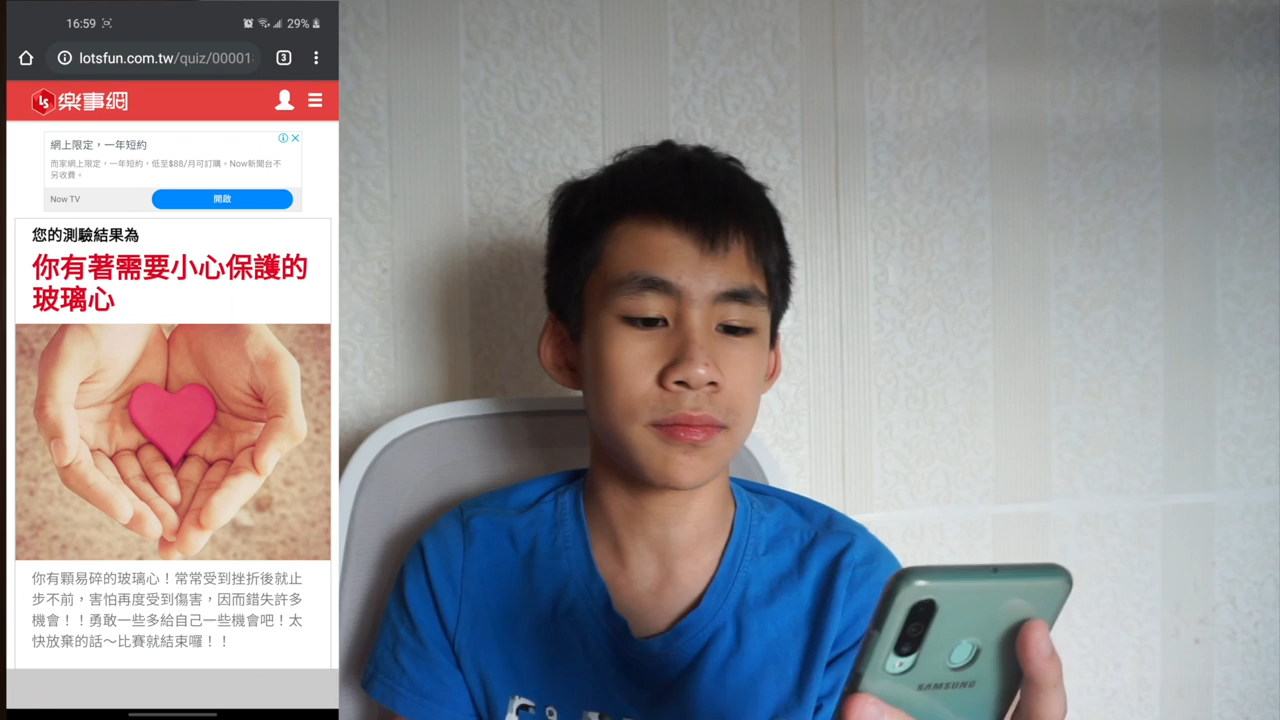 16:59
29%
lotsfun.com.tw/quiz/00001
3
LS 樂事網
網上限定，一年短約
而家網上限定，一年短約，低至$88/月可訂購。Now新聞台不
另收費。
Now TV
開啟
您的測驗結果為
你有著需要小心保護的
玻璃心
你有顆易碎的玻璃心！常常受到挫折後就止
步不前，害怕再度受到傷害，因而錯失許多
機會！！勇敢一些多給自己一些機會吧！太
快放棄的話～比賽就結束囉！！
SAMSUNG